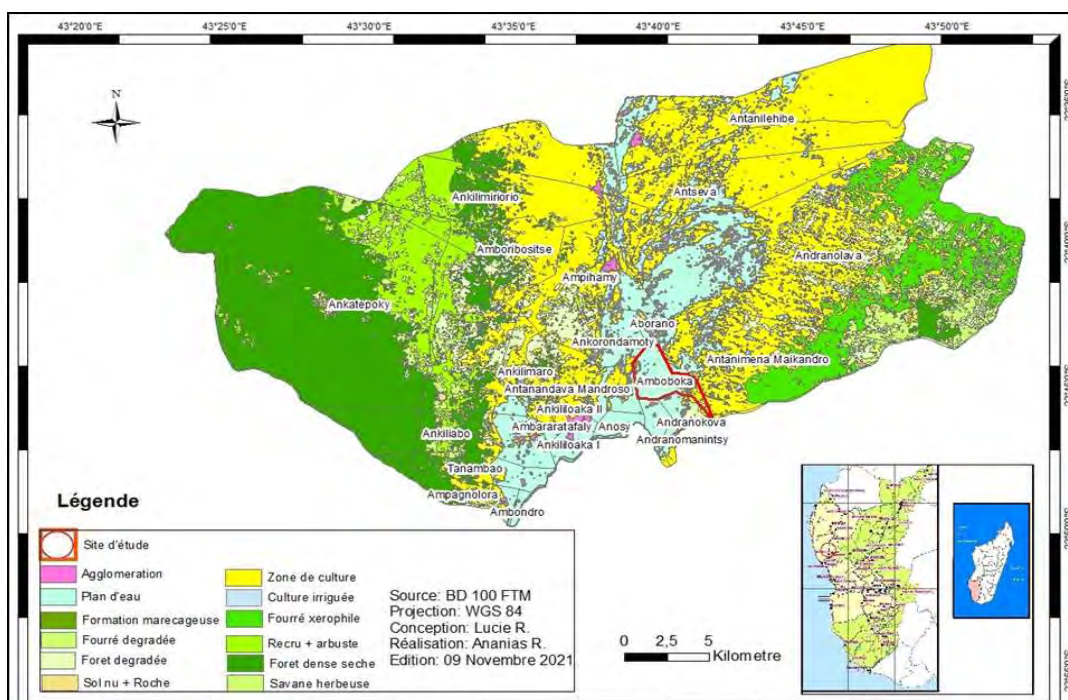 43°20'0"E 43°25'0"E 43°30'0"E 43°35'0"E 43°40'0"E 43°45'0"E 43°50'0"E
N
Antanilehibe
Antseva
Ankilimiriorio
Amboribositse
Andranolava
Ampihamy
Ankatepoky
Aborano
Ankorondamoty
Antanimena Maikandro
Ankilimaro
Amboboka
Antanandava Mandroso
Ankililoaka II
Andranokova
Ambararatafaly
Anosy
Ankiliabo
Ankililoaka I
Andranomanintsy
Tanambao
Ampagnolora
Ambondro
Légende
Site d'étude
Agglomeration
Plan d'eau
Formation marecageuse
Fourré degradée
Foret degradée
Sol nu + Roche
Zone de culture
Culture irriguée
Fourré xerophile
Recru + arbuste
Foret dense seche
Savane herbeuse
Source: BD 100 FTM
Projection: WGS 84
Conception: Lucie R.
Réalisation: Ananias R.
Edition: 09 Novembre 2021
0 2,5 5
Kilometre